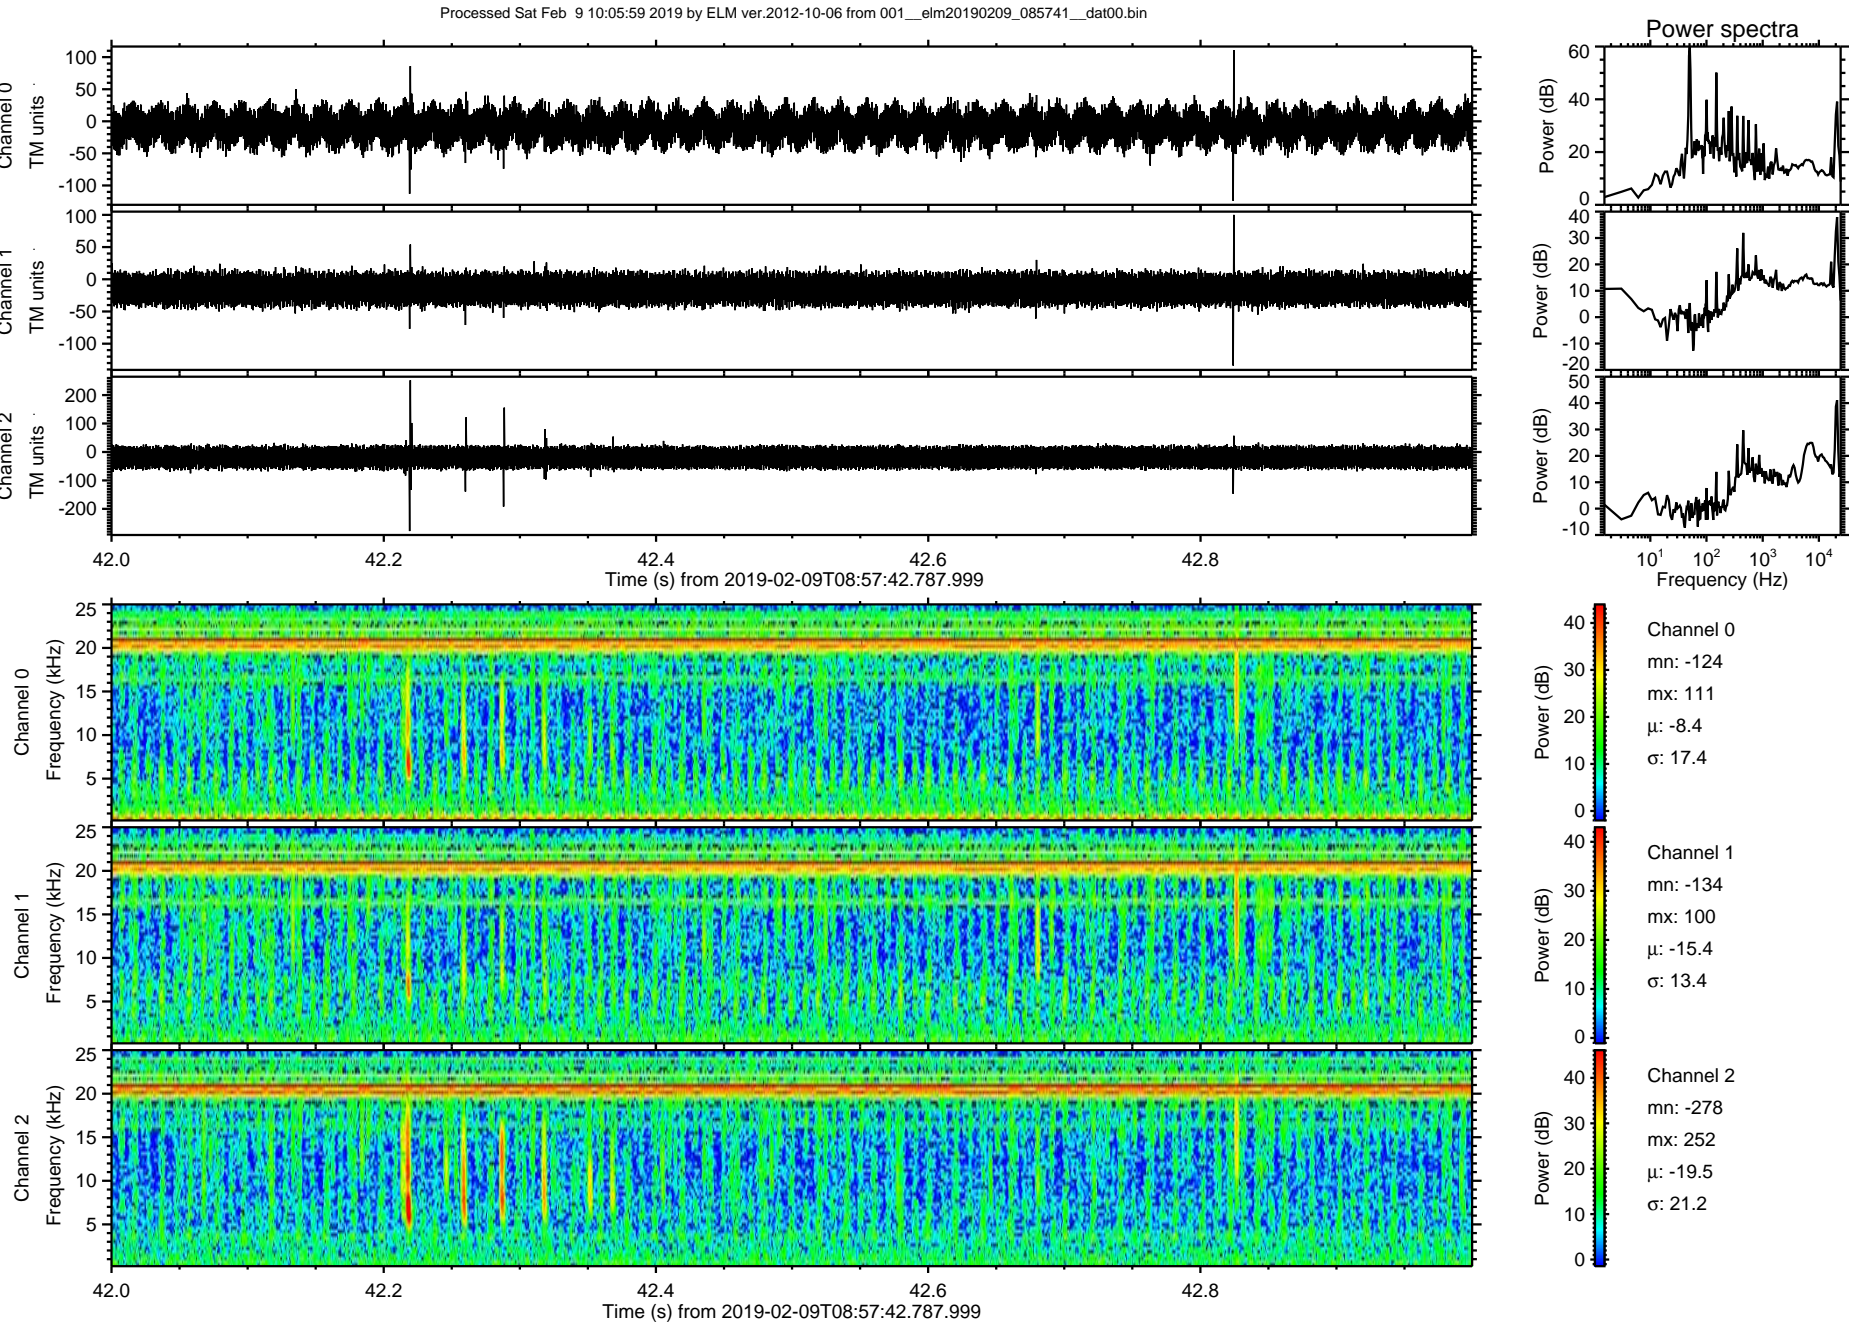 Processed Sat Feb  9 10:05:59 2019 by ELM ver.2012-10-06 from 001__elm20190209_085741__dat00.bin
Power spectra
Channel 0
TM units
100
50
0
-50
-100
Power (dB)
60
40
20
0
Channel 1
TM units
100
50
0
-50
-100
Power (dB)
40
30
20
10
0
-10
-20
Channel 2
TM units
200
100
0
-100
-200
Power (dB)
50
40
30
20
10
0
-10
42.0 42.2 42.4 42.6 42.8
Time (s) from 2019-02-09T08:57:42.787.999
10¹ 10² 10³ 10⁴
Frequency (Hz)
Channel 0
Frequency (kHz)
25
20
15
10
5
Power (dB)
40
30
20
10
0
Channel 0
mn: -124
mx: 111
μ: -8.4
σ: 17.4
Channel 1
Frequency (kHz)
25
20
15
10
5
Power (dB)
40
30
20
10
0
Channel 1
mn: -134
mx: 100
μ: -15.4
σ: 13.4
Channel 2
Frequency (kHz)
25
20
15
10
5
Power (dB)
40
30
20
10
0
Channel 2
mn: -278
mx: 252
μ: -19.5
σ: 21.2
42.0 42.2 42.4 42.6 42.8
Time (s) from 2019-02-09T08:57:42.787.999